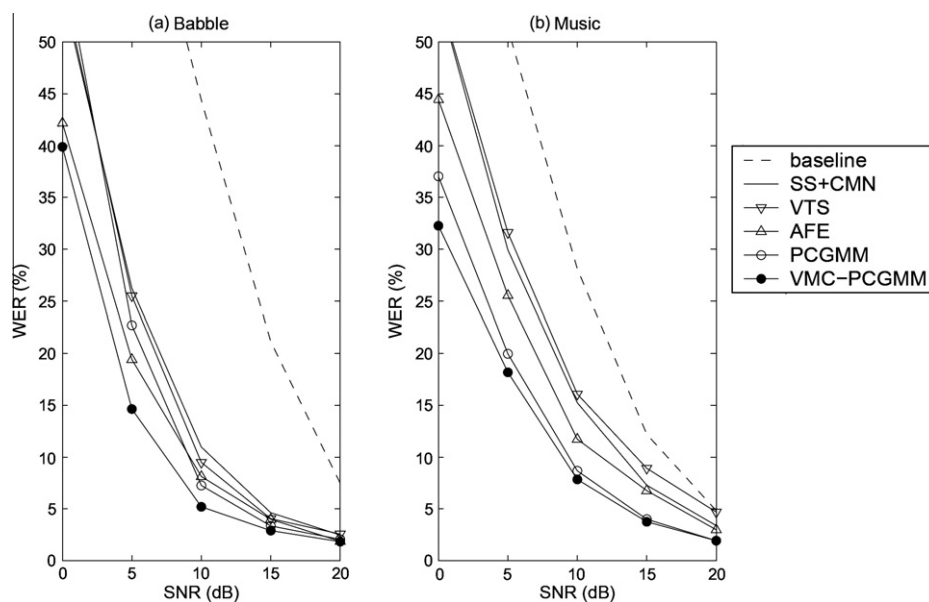 (a) Babble
50
45
40
35
30
25
20
15
10
5
0
WER (%)
0 5 10 15 20
SNR (dB)
(b) Music
50
45
40
35
30
25
20
15
10
5
0
WER (%)
0 5 10 15 20
SNR (dB)
baseline
SS+CMN
VTS
AFE
PCGMM
VMC−PCGMM